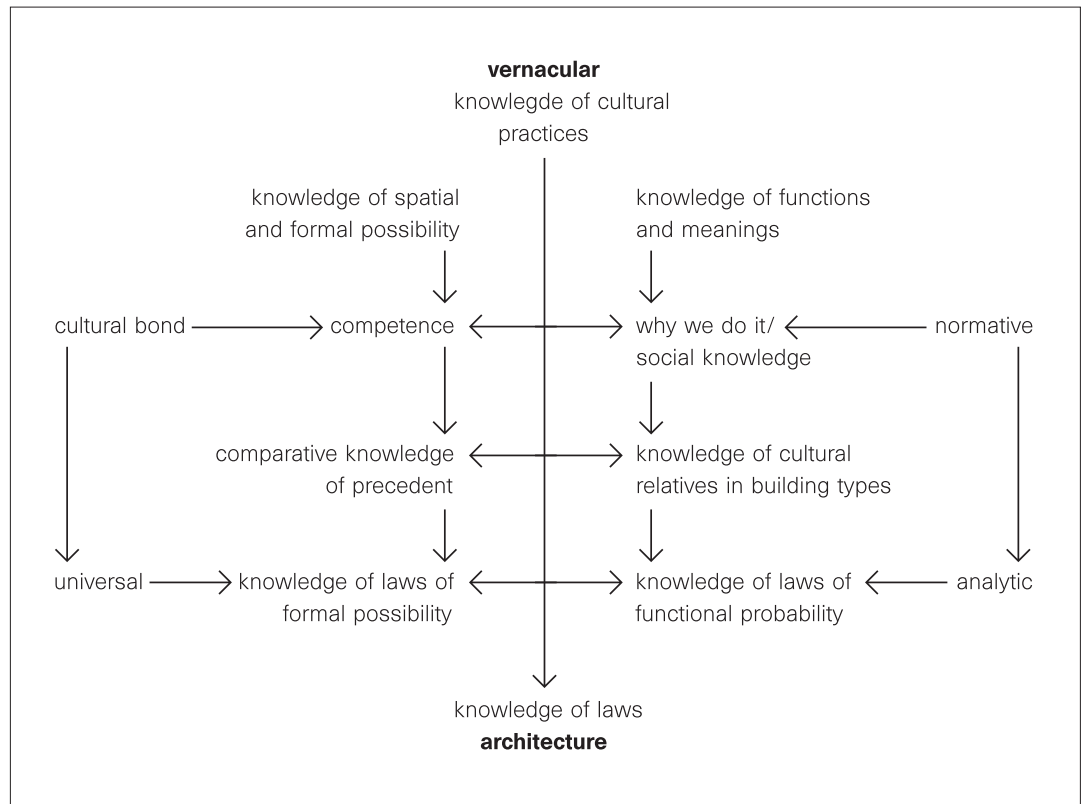 vernacular
knowlegde of cultural
practices
knowledge of spatial
and formal possibility
knowledge of functions
and meanings
cultural bond
competence
why we do it/
social knowledge
normative
comparative knowledge
of precedent
knowledge of cultural
relatives in building types
universal
knowledge of laws of
formal possibility
knowledge of laws of
functional probability
analytic
knowledge of laws
architecture